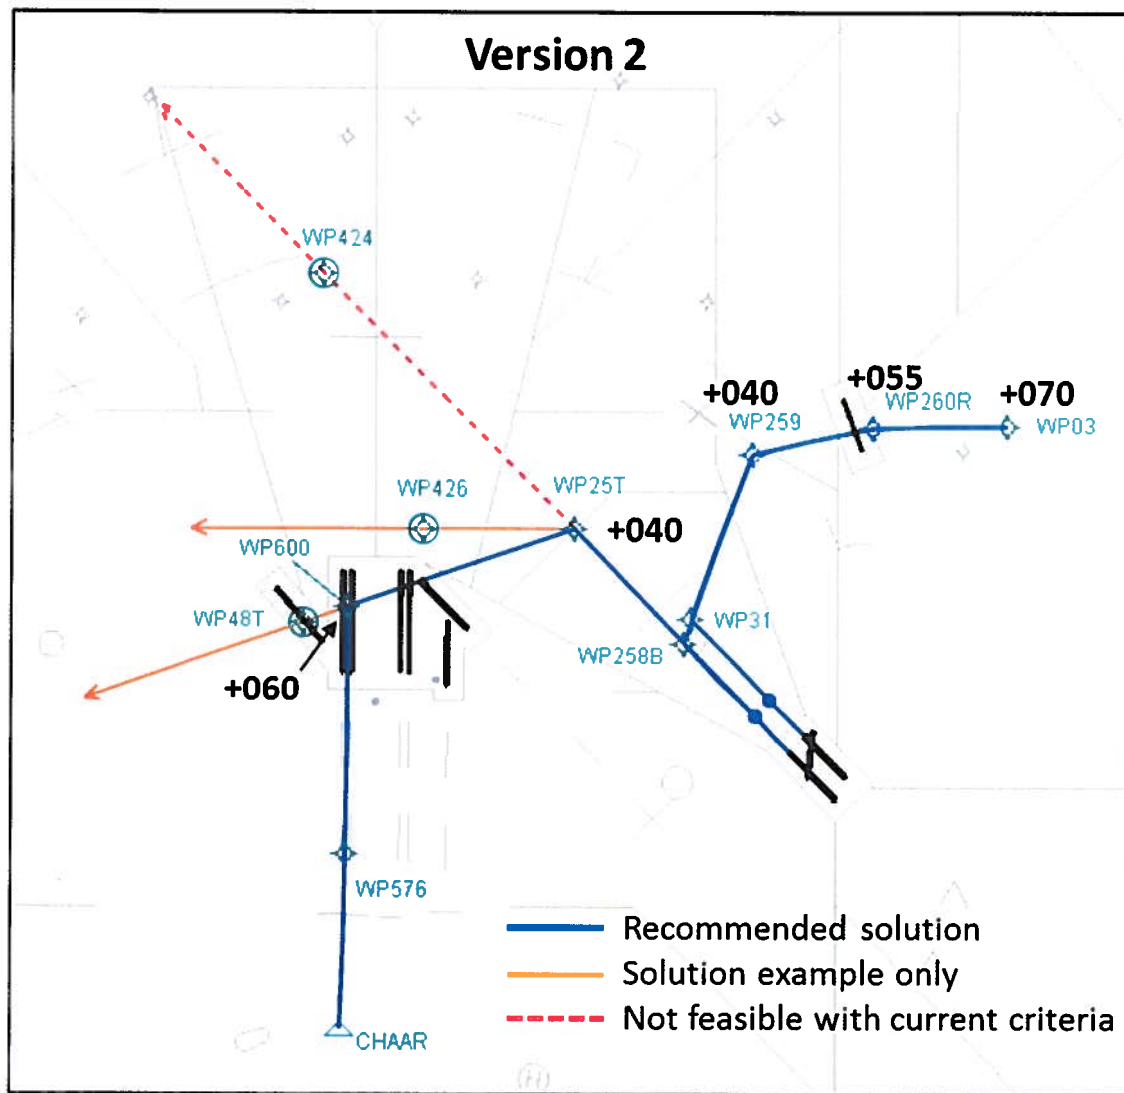 Version 2
WP424
+040
+055
+070
WP260R
WP259
WP03
WP426
WP25T
+040
WP600
WP48T
WP31
WP258B
+060
WP576
Recommended solution
Solution example only
Not feasible with current criteria
CHAAR